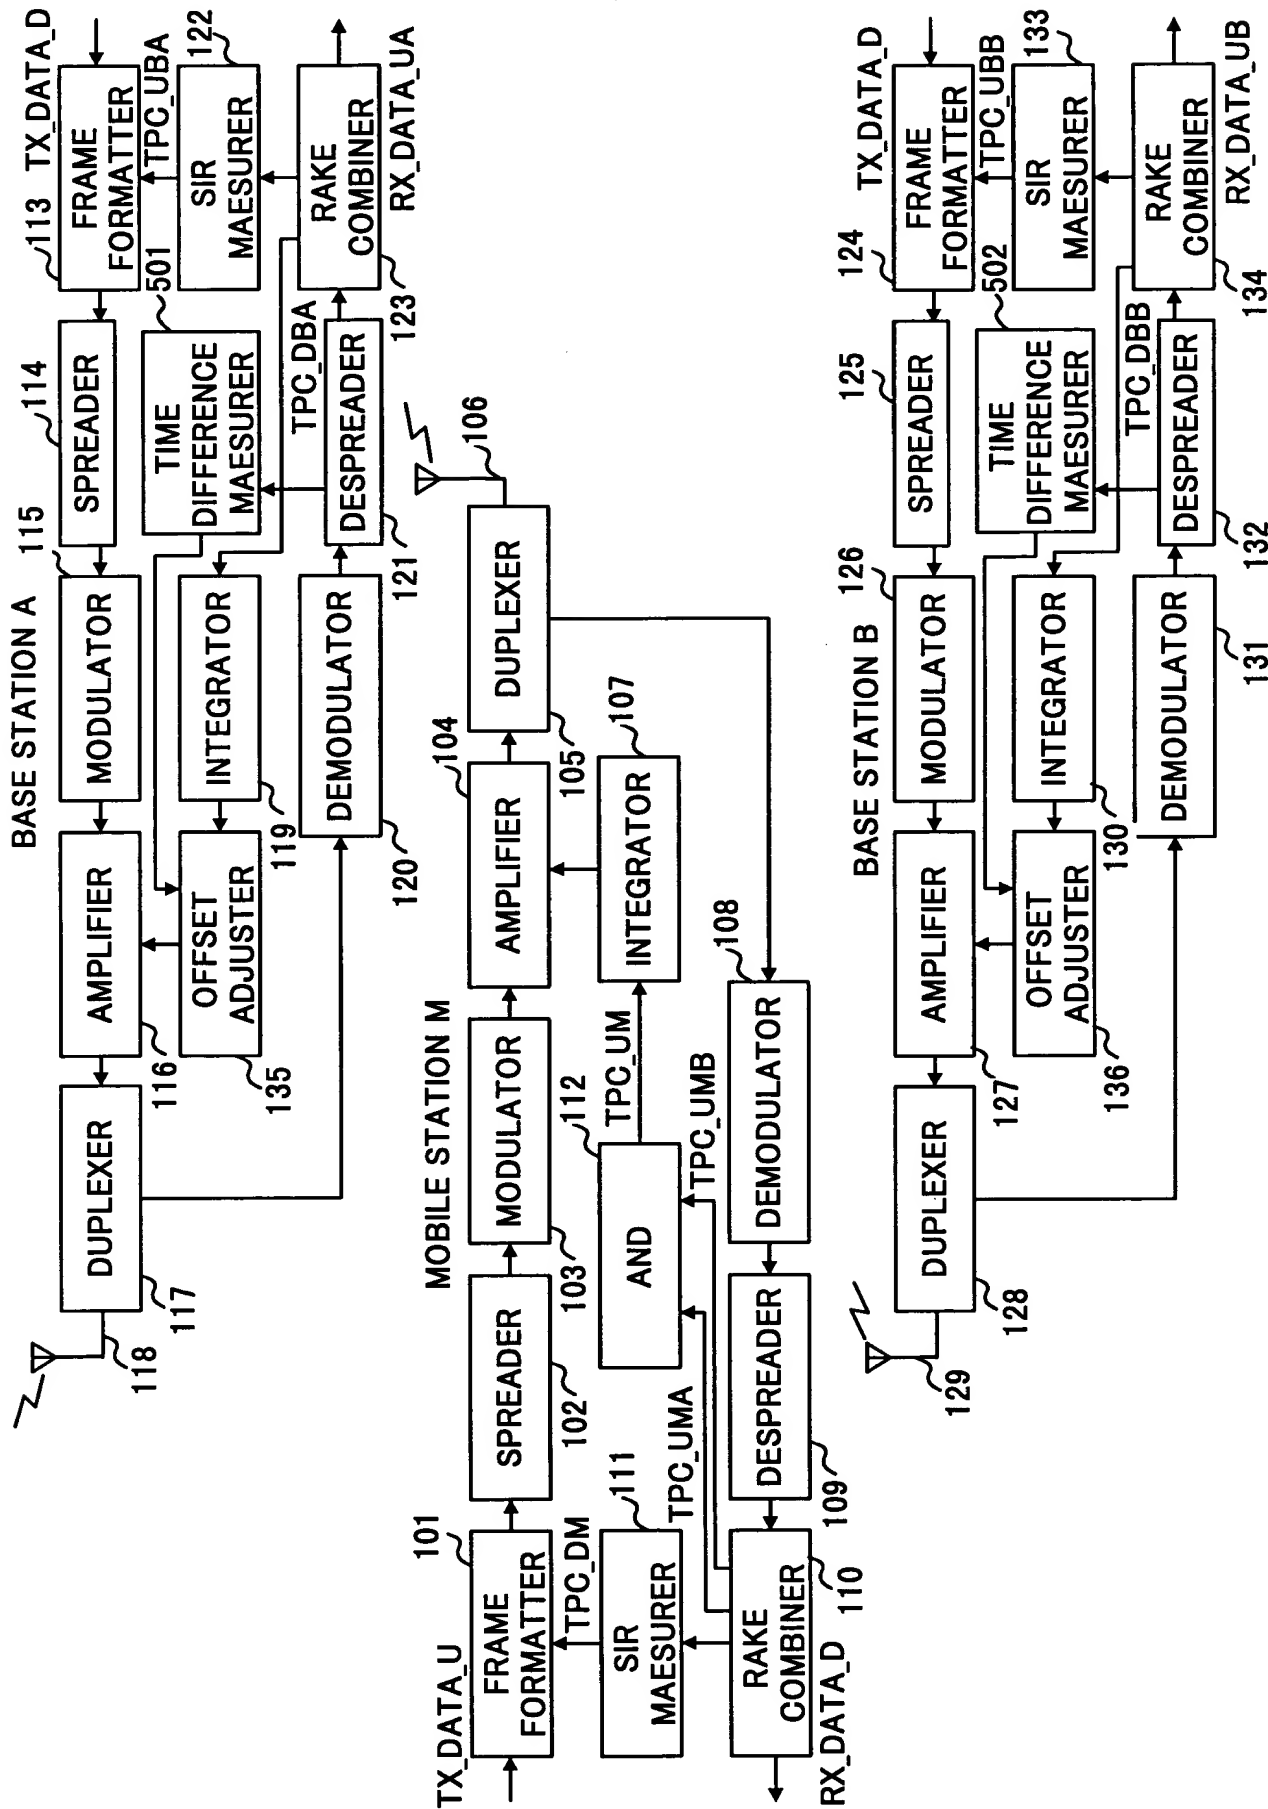 BASE STATION A
TX_DATA_D
113
FRAME
FORMATTER
114
SPREADER
115
MODULATOR
AMPLIFIER
116
DUPLEXER
117
118
TPC_UBA
122
SIR
MAESURER
501
TIME
DIFFERENCE
MAESURER
INTEGRATOR
119
OFFSET
ADJUSTER
135
TPC_DBA
RAKE
COMBINER
123
RX_DATA_UA
DESPREADER
121
DEMODULATOR
120
MOBILE STATION M
TX_DATA_U
101
FRAME
FORMATTER
SPREADER
102
MODULATOR
103
104
AMPLIFIER
DUPLEXER
105
106
TPC_DM
111
SIR
MAESURER
TPC_UMA
112
AND
TPC_UM
TPC_UMB
107
INTEGRATOR
RAKE
COMBINER
110
RX_DATA_D
DESPREADER
109
108
DEMODULATOR
BASE STATION B
TX_DATA_D
124
FRAME
FORMATTER
125
SPREADER
126
MODULATOR
AMPLIFIER
127
DUPLEXER
128
129
TPC_UBB
133
SIR
MAESURER
502
TIME
DIFFERENCE
MAESURER
INTEGRATOR
130
OFFSET
ADJUSTER
136
TPC_DBB
RAKE
COMBINER
134
RX_DATA_UB
DESPREADER
132
DEMODULATOR
131